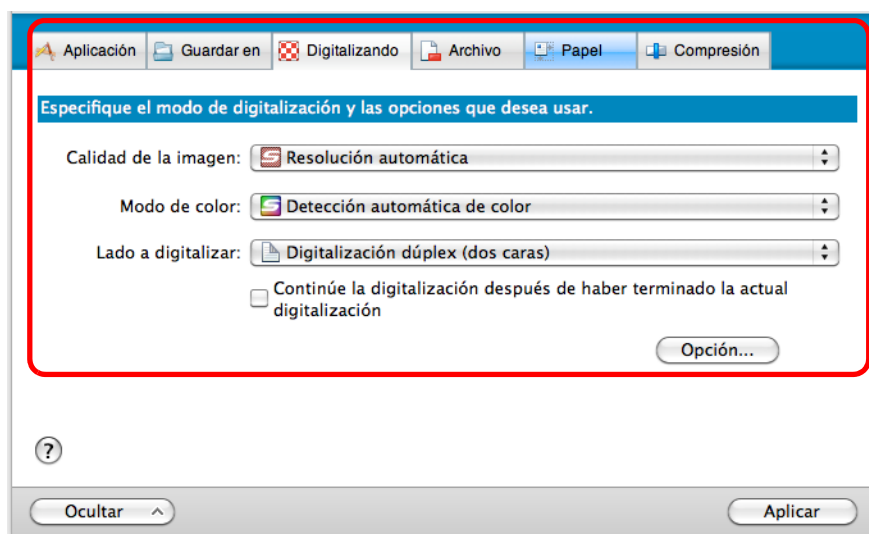 Aplicación Guardar en Digitalizando Archivo Papel Compresión
Especifique el modo de digitalización y las opciones que desea usar.
Calidad de la imagen: Resolución automática
Modo de color: Detección automática de color
Lado a digitalizar: Digitalización dúplex (dos caras)
Continúe la digitalización después de haber terminado la actual
digitalización
Opción...
?
Ocultar Aplicar